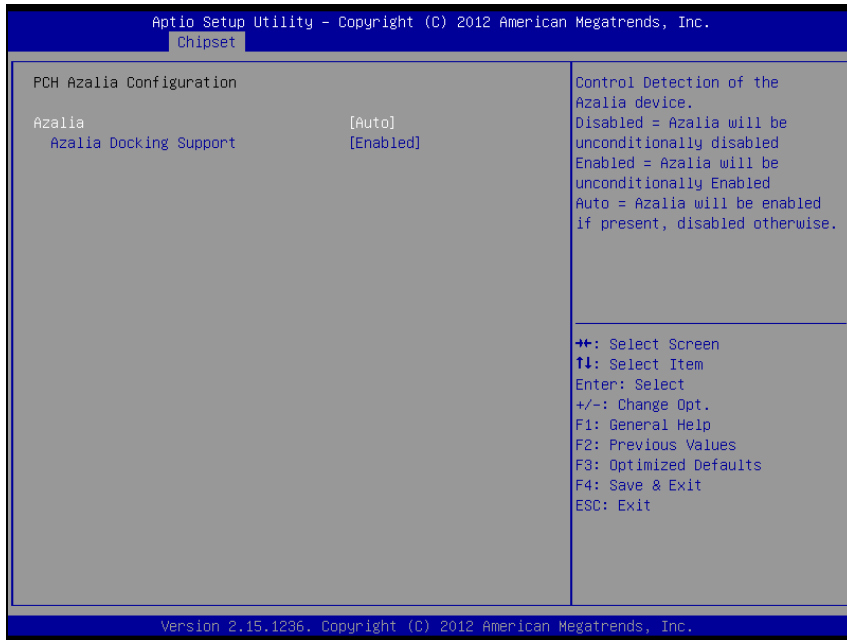 Aptio Setup Utility – Copyright (C) 2012 American Megatrends, Inc.
Chipset
PCH Azalia Configuration
Azalia [Auto]
Azalia Docking Support [Enabled]
Control Detection of the
Azalia device.
Disabled = Azalia will be
unconditionally disabled
Enabled = Azalia will be
unconditionally Enabled
Auto = Azalia will be enabled
if present, disabled otherwise.
→←: Select Screen
↑↓: Select Item
Enter: Select
+/-: Change Opt.
F1: General Help
F2: Previous Values
F3: Optimized Defaults
F4: Save & Exit
ESC: Exit
Version 2.15.1236. Copyright (C) 2012 American Megatrends, Inc.